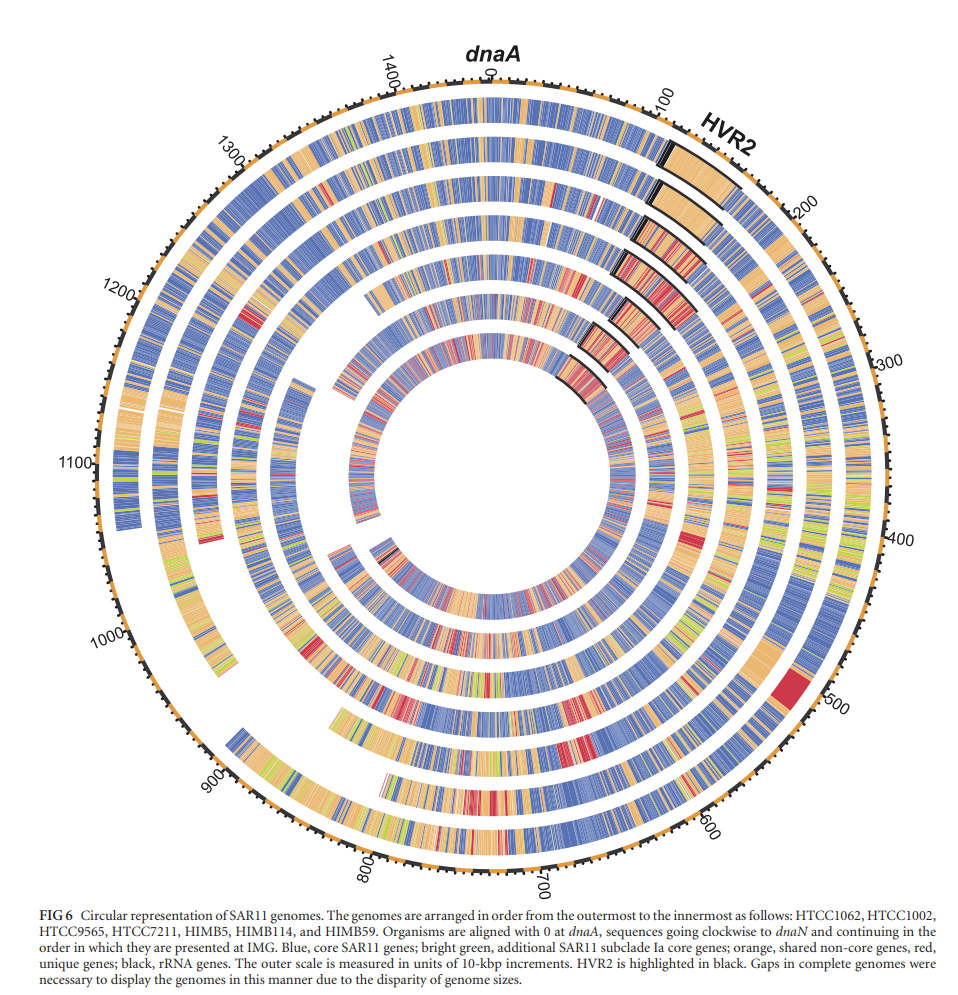 dnaA
0
100
HVR2
200
300
400
500
600
700
800
900
1000
1100
1200
1300
1400
FIG 6 Circular representation of SAR11 genomes. The genomes are arranged in order from the outermost to the innermost as follows: HTCC1062, HTCC1002,
HTCC9565, HTCC7211, HIMB5, HIMB114, and HIMB59. Organisms are aligned with 0 at dnaA, sequences going clockwise to dnaN and continuing in the
order in which they are presented at IMG. Blue, core SAR11 genes; bright green, additional SAR11 subclade Ia core genes; orange, shared non-core genes, red,
unique genes; black, rRNA genes. The outer scale is measured in units of 10-kbp increments. HVR2 is highlighted in black. Gaps in complete genomes were
necessary to display the genomes in this manner due to the disparity of genome sizes.